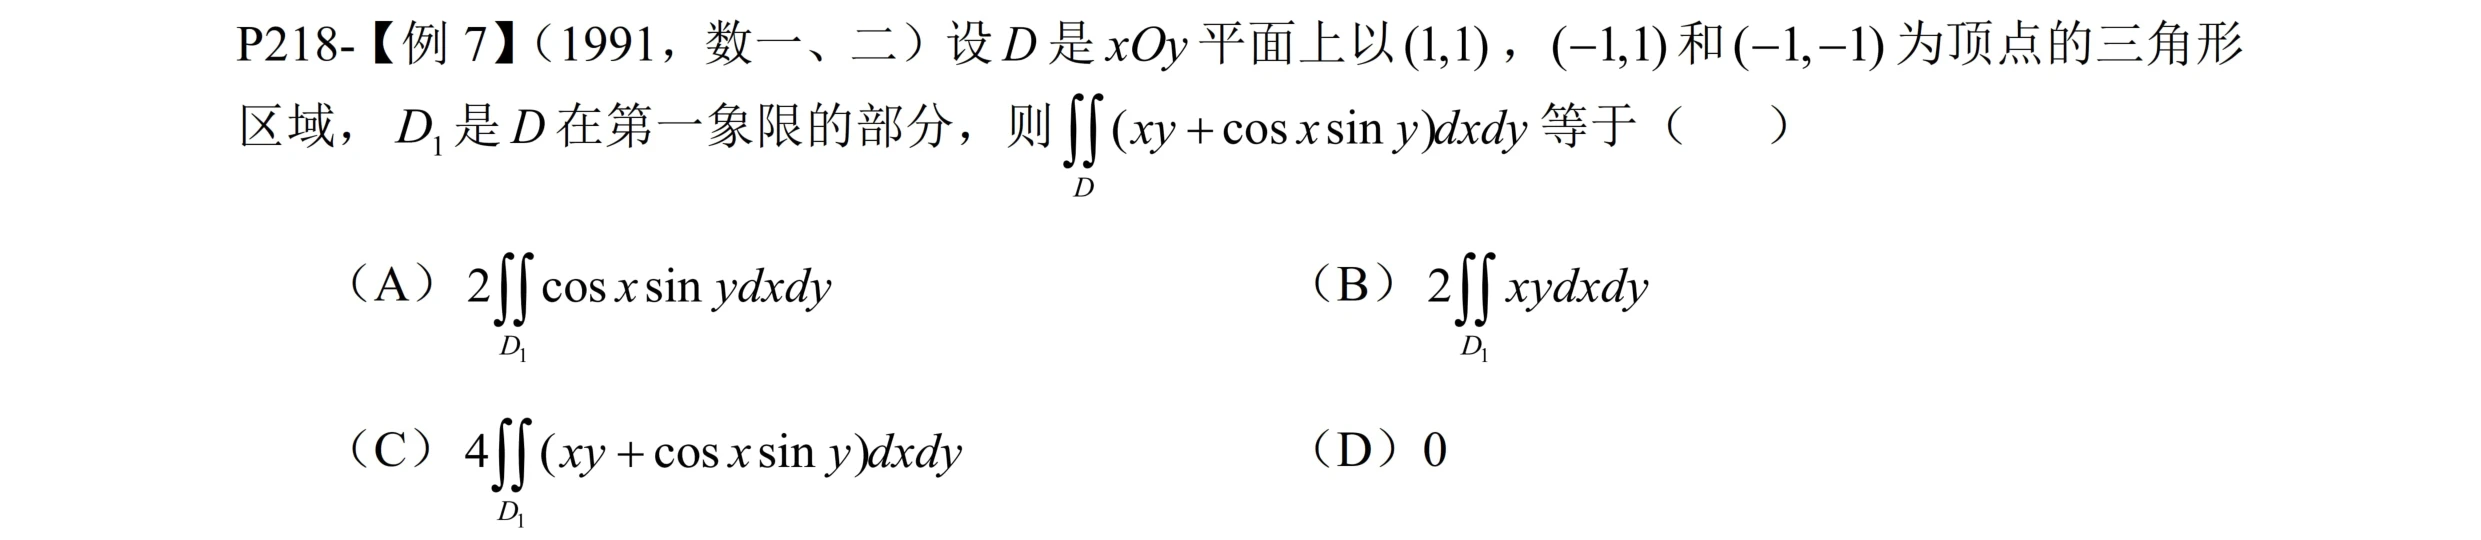 P218-【例 7】（1991，数一、二）设 D 是 xOy 平面上以 (1,1) ，(−1,1) 和 (−1,−1) 为顶点的三角形
区域， D₁ 是 D 在第一象限的部分，则 ∬_D (xy + cos x sin y)dxdy 等于（ ）
（A） 2∬_{D₁} cos x sin ydxdy （B） 2∬_{D₁} xydxdy
（C） 4∬_{D₁} (xy + cos x sin y)dxdy （D）0